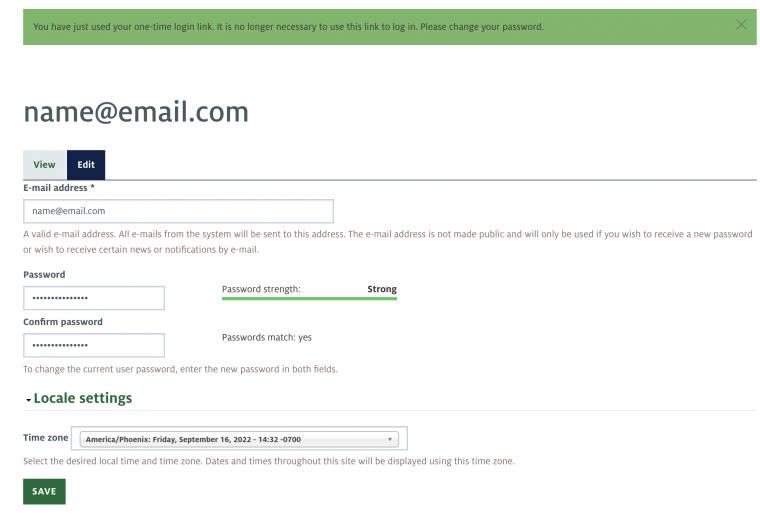 You have just used your one-time login link. It is no longer necessary to use this link to log in. Please change your password.
name@email.com
View Edit
E-mail address *
name@email.com
A valid e-mail address. All e-mails from the system will be sent to this address. The e-mail address is not made public and will only be used if you wish to receive a new password
or wish to receive certain news or notifications by e-mail.
Password
•••••••••••••••
Password strength: Strong
Confirm password
•••••••••••••••
Passwords match: yes
To change the current user password, enter the new password in both fields.
Locale settings
Time zone America/Phoenix: Friday, September 16, 2022 - 14:32 -0700
Select the desired local time and time zone. Dates and times throughout this site will be displayed using this time zone.
SAVE